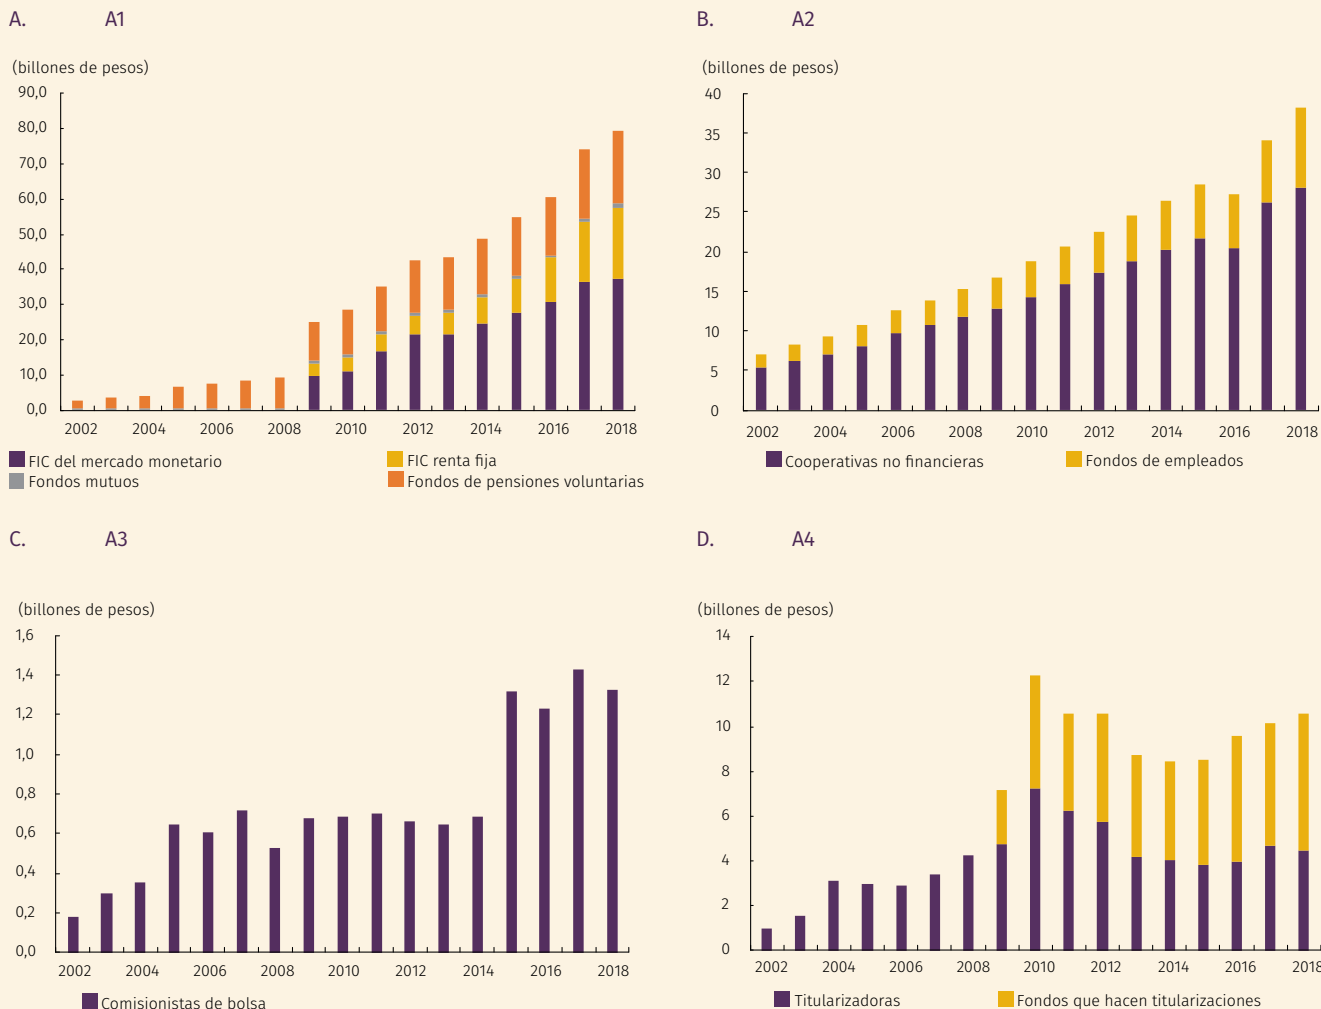 A. A1
(billones de pesos)
90,0
80,0
70,0
60,0
50,0
40,0
30,0
20,0
10,0
0,0
2002 2004 2006 2008 2010 2012 2014 2016 2018
FIC del mercado monetario FIC renta fija
Fondos mutuos Fondos de pensiones voluntarias
B. A2
(billones de pesos)
40
35
30
25
20
15
10
5
0
2002 2004 2006 2008 2010 2012 2014 2016 2018
Cooperativas no financieras Fondos de empleados
C. A3
(billones de pesos)
1,6
1,4
1,2
1,0
0,8
0,6
0,4
0,2
0,0
2002 2004 2006 2008 2010 2012 2014 2016 2018
Comisionistas de bolsa
D. A4
(billones de pesos)
14
12
10
8
6
4
2
0
2002 2004 2006 2008 2010 2012 2014 2016 2018
Titularizadoras Fondos que hacen titularizaciones